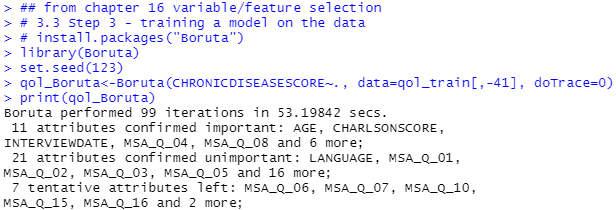 > ## from chapter 16 variable/feature selection
> # 3.3 Step 3 - training a model on the data
> # install.packages("Boruta")
> library(Boruta)
> set.seed(123)
> qol_Boruta<-Boruta(CHRONICDISEASESCORE~., data=qol_train[,-41], doTrace=0)
> print(qol_Boruta)
Boruta performed 99 iterations in 53.19842 secs.
 11 attributes confirmed important: AGE, CHARLSONSCORE,
INTERVIEWDATE, MSA_Q_04, MSA_Q_08 and 6 more;
 21 attributes confirmed unimportant: LANGUAGE, MSA_Q_01,
MSA_Q_02, MSA_Q_03, MSA_Q_05 and 16 more;
 7 tentative attributes left: MSA_Q_06, MSA_Q_07, MSA_Q_10,
MSA_Q_15, MSA_Q_16 and 2 more;